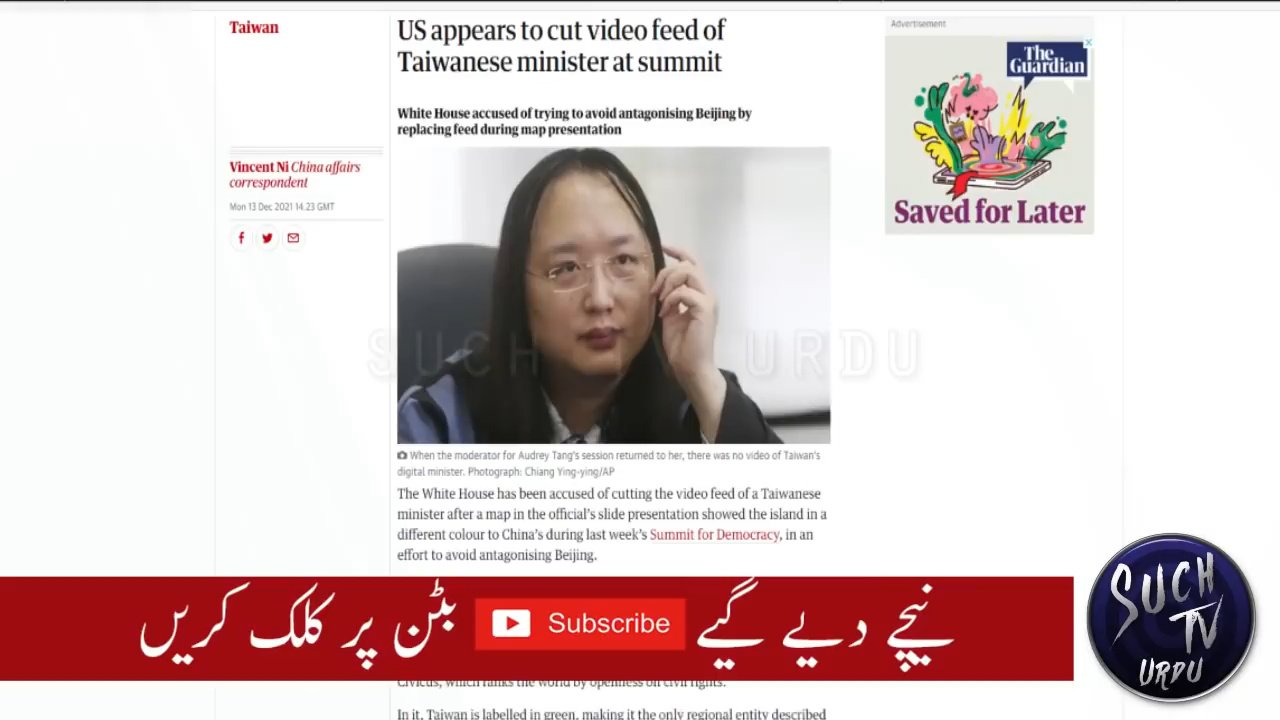 Taiwan
US appears to cut video feed of
Taiwanese minister at summit
White House accused of trying to avoid antagonising Beijing by
replacing feed during map presentation
Vincent Ni China affairs
correspondent
Mon 13 Dec 2021 14.23 GMT
Advertisement
The
Guardian
Saved for Later
SUCH TV URDU
When the moderator for Audrey Tang's session returned to her, there was no video of Taiwan's
digital minister. Photograph: Chiang Ying-ying/AP
The White House has been accused of cutting the video feed of a Taiwanese
minister after a map in the official's slide presentation showed the island in a
different colour to China's during last week's Summit for Democracy, in an
effort to avoid antagonising Beijing.
نیچے دیے گیے Subscribe بٹن پر کلک کریں
SUCH
TV
URDU
Civicus, which ranks the world by openness on civil rights.
In it, Taiwan is labelled in green, making it the only regional entity described